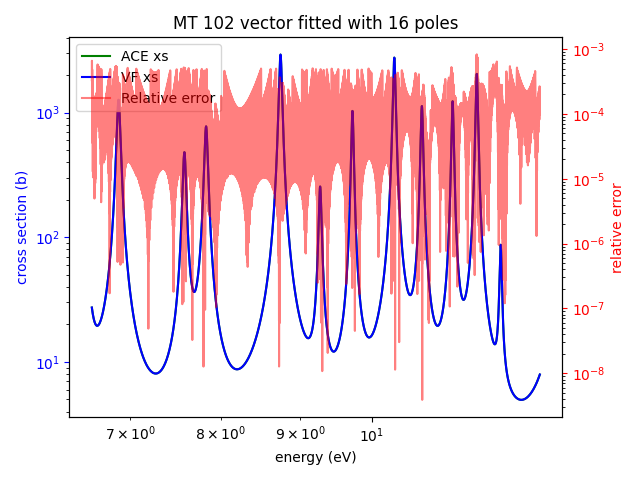 MT 102 vector fitted with 16 poles
ACE xs
VF xs
Relative error
10³
10²
10¹
cross section (b)
10⁻³
10⁻⁴
10⁻⁵
10⁻⁶
10⁻⁷
10⁻⁸
relative error
7 × 10⁰ 8 × 10⁰ 9 × 10⁰ 10¹
energy (eV)